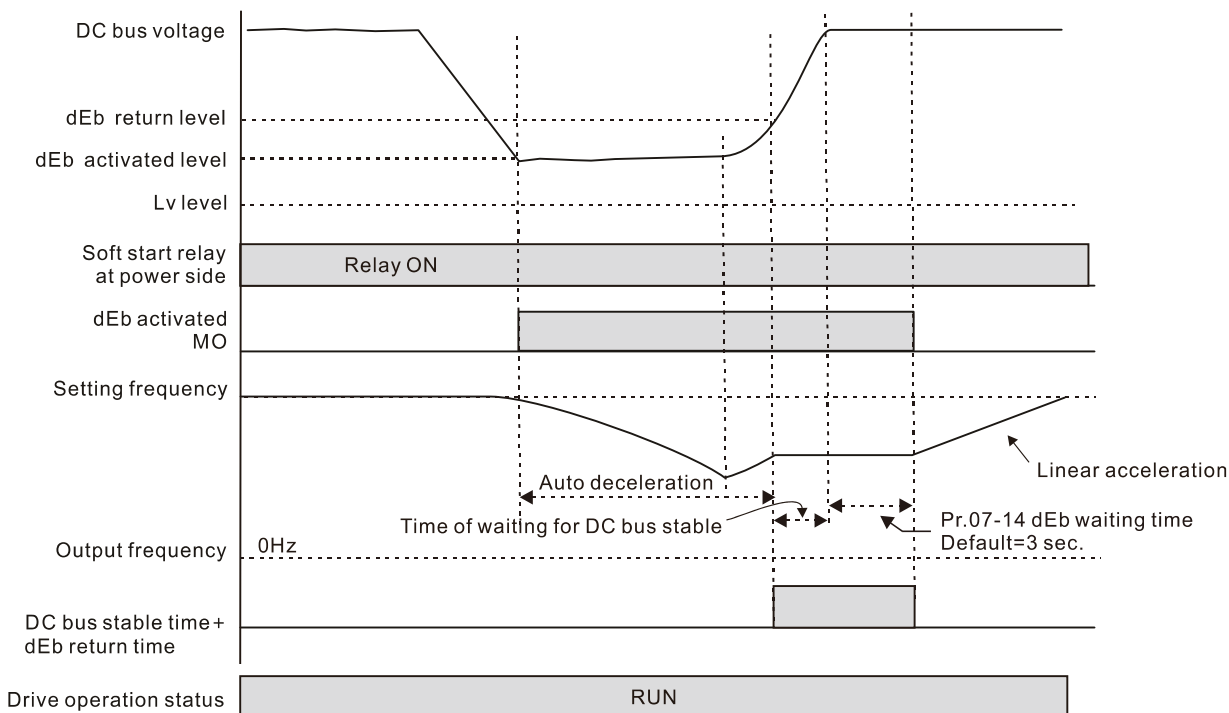 DC bus voltage
dEb return level
dEb activated level
Lv level
Soft start relay
at power side
Relay ON
dEb activated
MO
Setting frequency
Linear acceleration
Auto deceleration
Time of waiting for DC bus stable
Pr.07-14 dEb waiting time
Default=3 sec.
Output frequency
0Hz
DC bus stable time+
dEb return time
Drive operation status
RUN